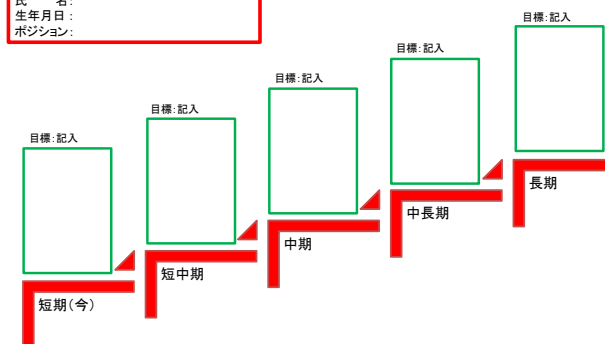 氏　　名:
生年月日:
ポジション:
目標:記入
目標:記入
目標:記入
目標:記入
目標:記入
短期(今)
短中期
中期
中長期
長期